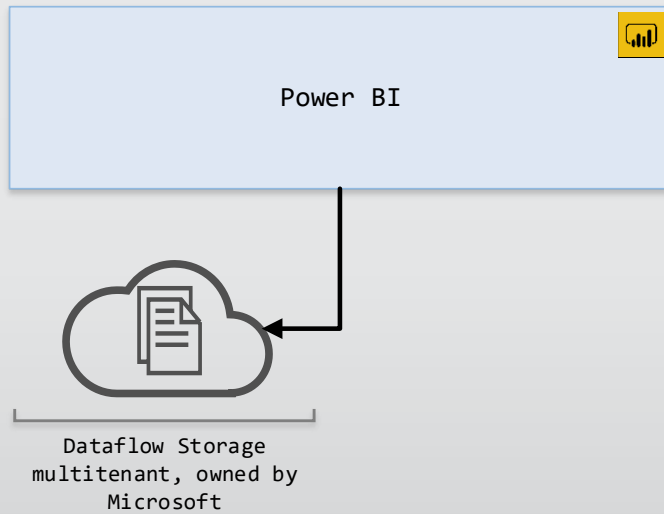 Power BI
Dataflow Storage
multitenant, owned by
Microsoft